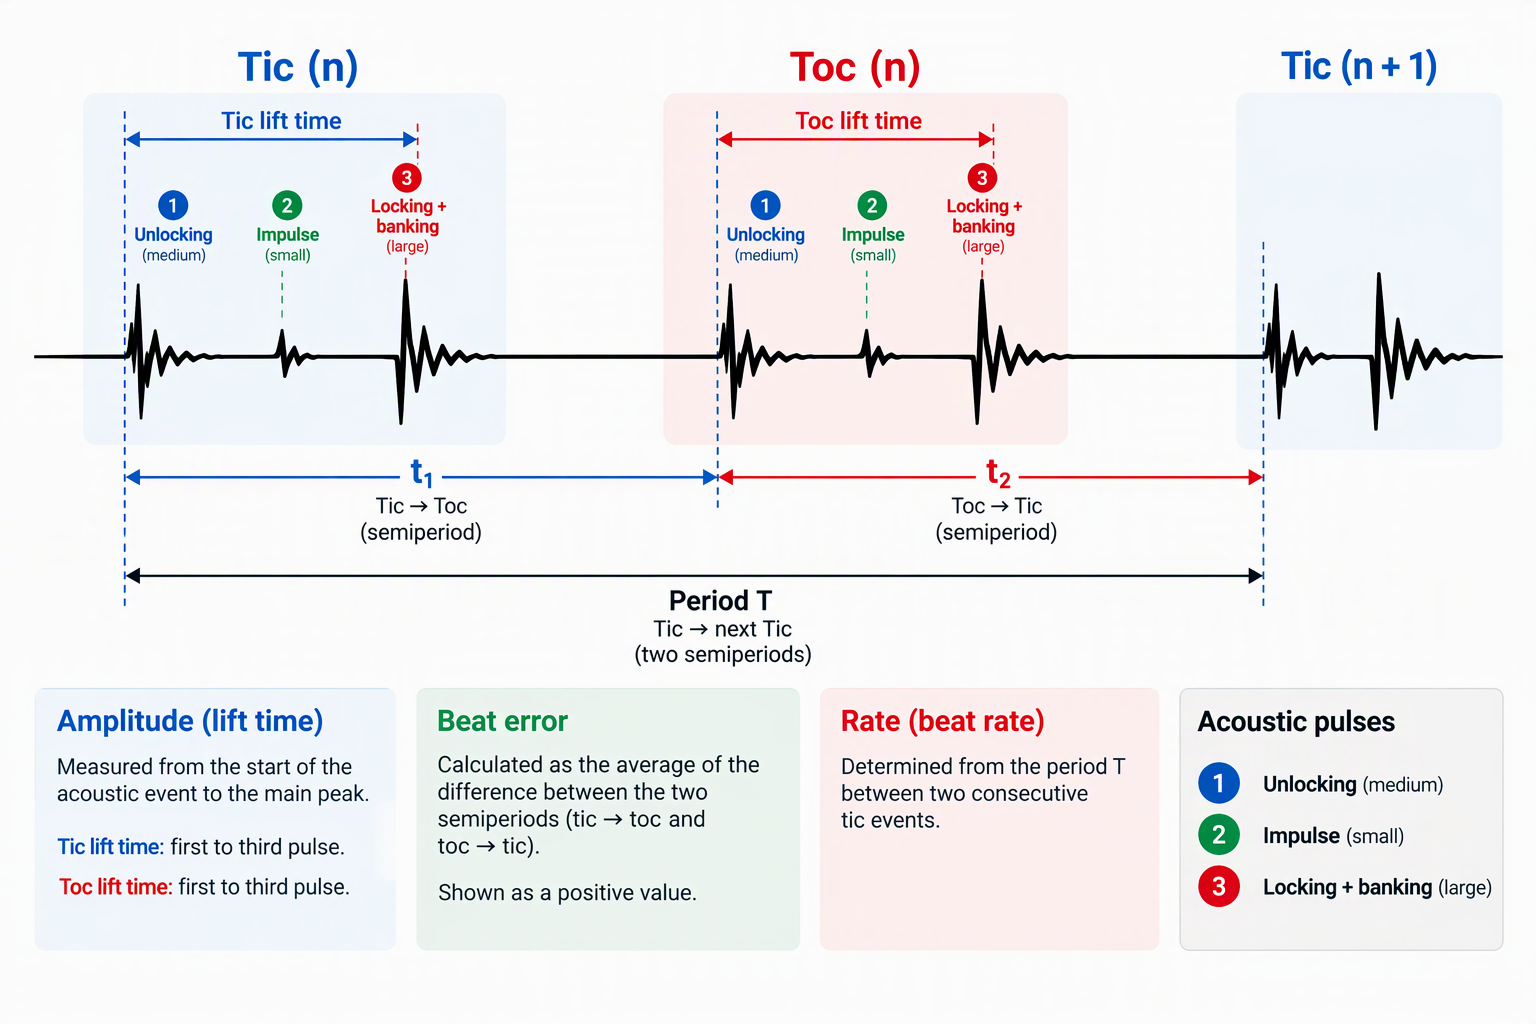 Tic (n)
Toc (n)
Tic (n + 1)
Tic lift time
Toc lift time
1
Unlocking
(medium)
2
Impulse
(small)
3
Locking +
banking
(large)
1
Unlocking
(medium)
2
Impulse
(small)
3
Locking +
banking
(large)
t₁
Tic → Toc
(semiperiod)
t₂
Toc → Tic
(semiperiod)
Period T
Tic → next Tic
(two semiperiods)
Amplitude (lift time)
Measured from the start of the
acoustic event to the main peak.
Tic lift time: first to third pulse.
Toc lift time: first to third pulse.
Beat error
Calculated as the average of the
difference between the two
semiperiods (tic → toc and
toc → tic).
Shown as a positive value.
Rate (beat rate)
Determined from the period T
between two consecutive
tic events.
Acoustic pulses
1 Unlocking (medium)
2 Impulse (small)
3 Locking + banking (large)